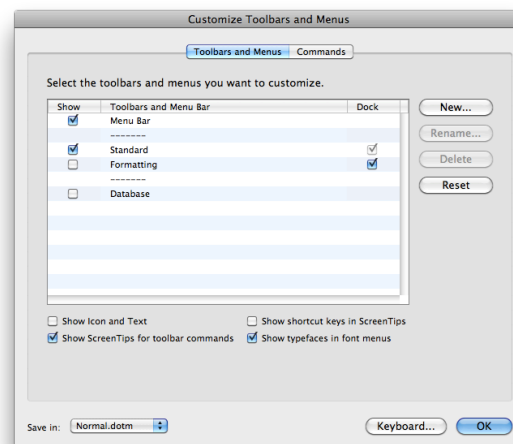 Customize Toolbars and Menus
Toolbars and Menus Commands
Select the toolbars and menus you want to customize.
Show Toolbars and Menu Bar Dock
Menu Bar
-------
Standard
Formatting
-------
Database
New...
Rename...
Delete
Reset
Show Icon and Text
Show shortcut keys in ScreenTips
Show ScreenTips for toolbar commands
Show typefaces in font menus
Save in: Normal.dotm
Keyboard... OK